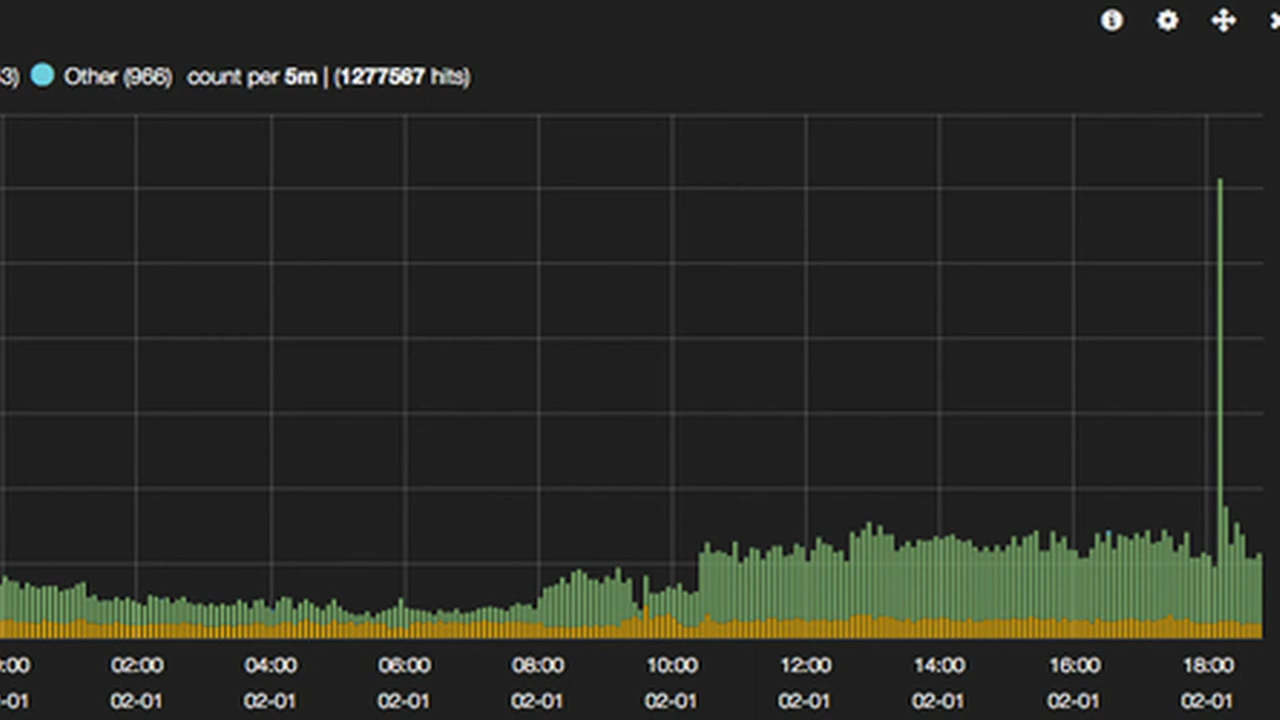 3) Other (966) count per 5m | (1277567 hits)
:00 02:00 04:00 06:00 08:00 10:00 12:00 14:00 16:00 18:00
-01 02-01 02-01 02-01 02-01 02-01 02-01 02-01 02-01 02-01